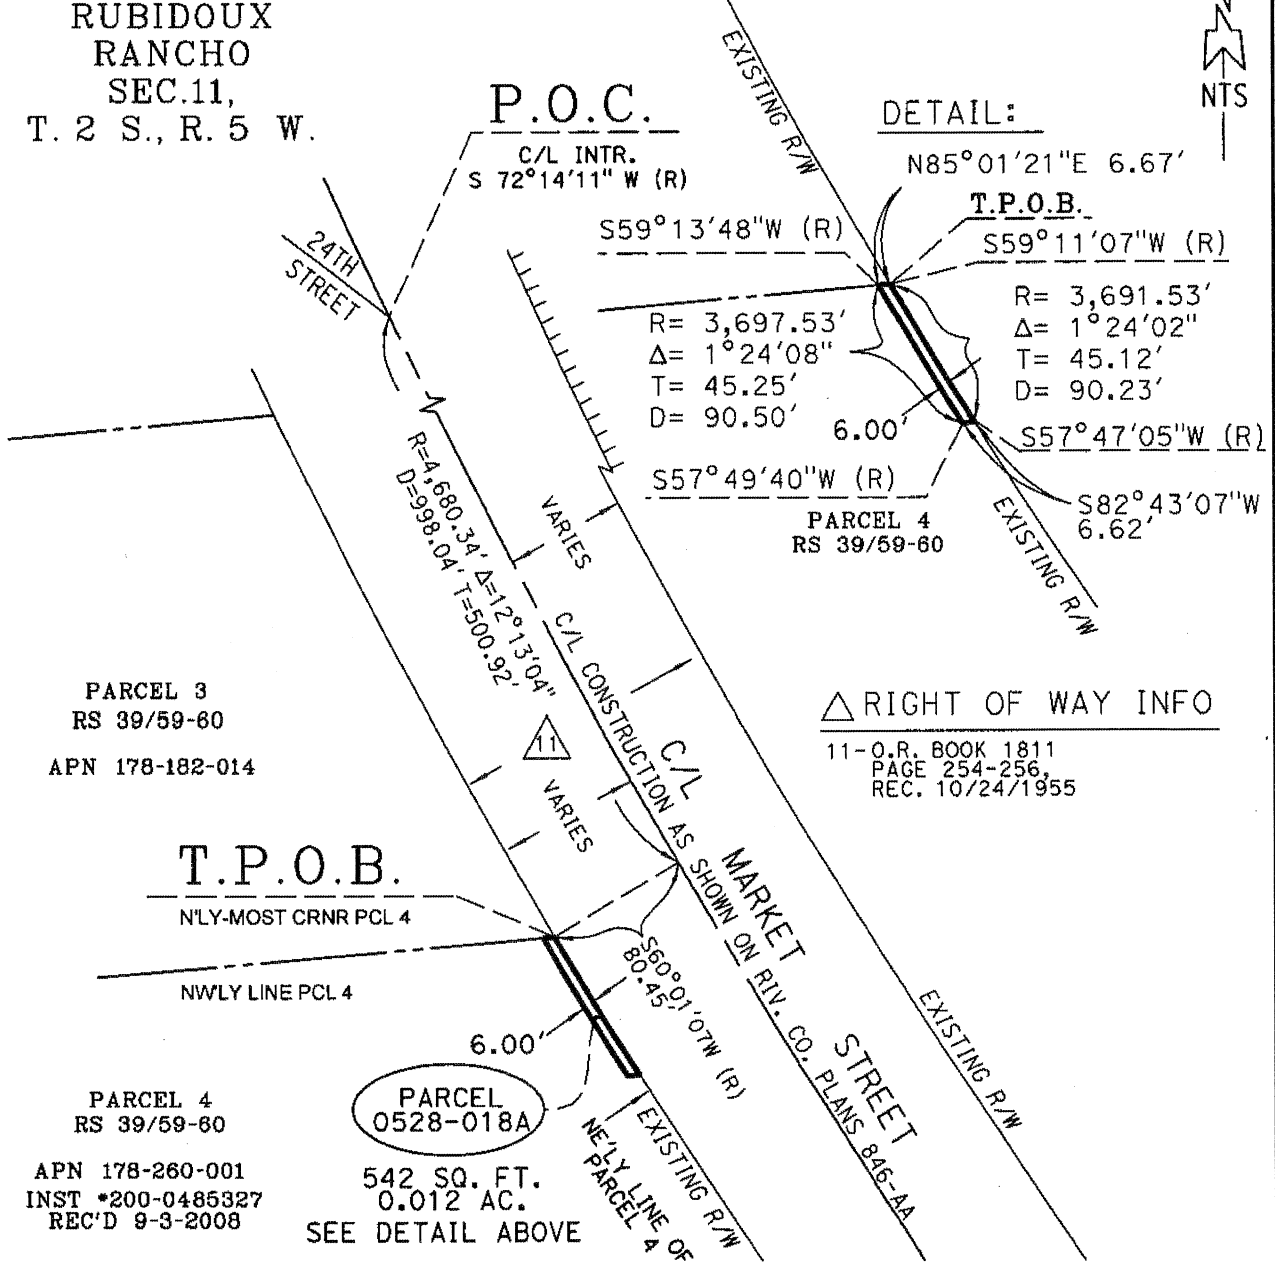 RUBIDOUX
RANCHO
SEC.11,
T. 2 S., R. 5 W.
P.O.C.
C/L INTR.
S 72°14'11" W (R)
24TH
STREET
EXISTING R/W
N
NTS
DETAIL:
N85°01'21"E 6.67'
T.P.O.B.
S59°13'48"W (R)
S59°11'07"W (R)
R= 3,697.53'
Δ= 1°24'08"
T= 45.25'
D= 90.50'
R= 3,691.53'
Δ= 1°24'02"
T= 45.12'
D= 90.23'
6.00'
S57°47'05"W (R)
S57°49'40"W (R)
S82°43'07"W
6.62'
PARCEL 4
RS 39/59-60
EXISTING R/W
R=4,680.34' Δ=12°13'04"
D=998.04' T=500.92'
VARIES
C/L CONSTRUCTION AS SHOWN ON RIV. CO. PLANS 846-AA
C/L MARKET STREET
11
VARIES
△ RIGHT OF WAY INFO
11-O.R. BOOK 1811
PAGE 254-256,
REC. 10/24/1955
PARCEL 3
RS 39/59-60
APN 178-182-014
T.P.O.B.
N'LY-MOST CRNR PCL 4
NW'LY LINE PCL 4
S60°01'07W (R)
80.45'
6.00'
PARCEL
0528-018A
542 SQ. FT.
0.012 AC.
SEE DETAIL ABOVE
PARCEL 4
RS 39/59-60
APN 178-260-001
INST *200-0485327
REC'D 9-3-2008
NE'LY LINE OF
PARCEL 4
EXISTING R/W
EXISTING R/W